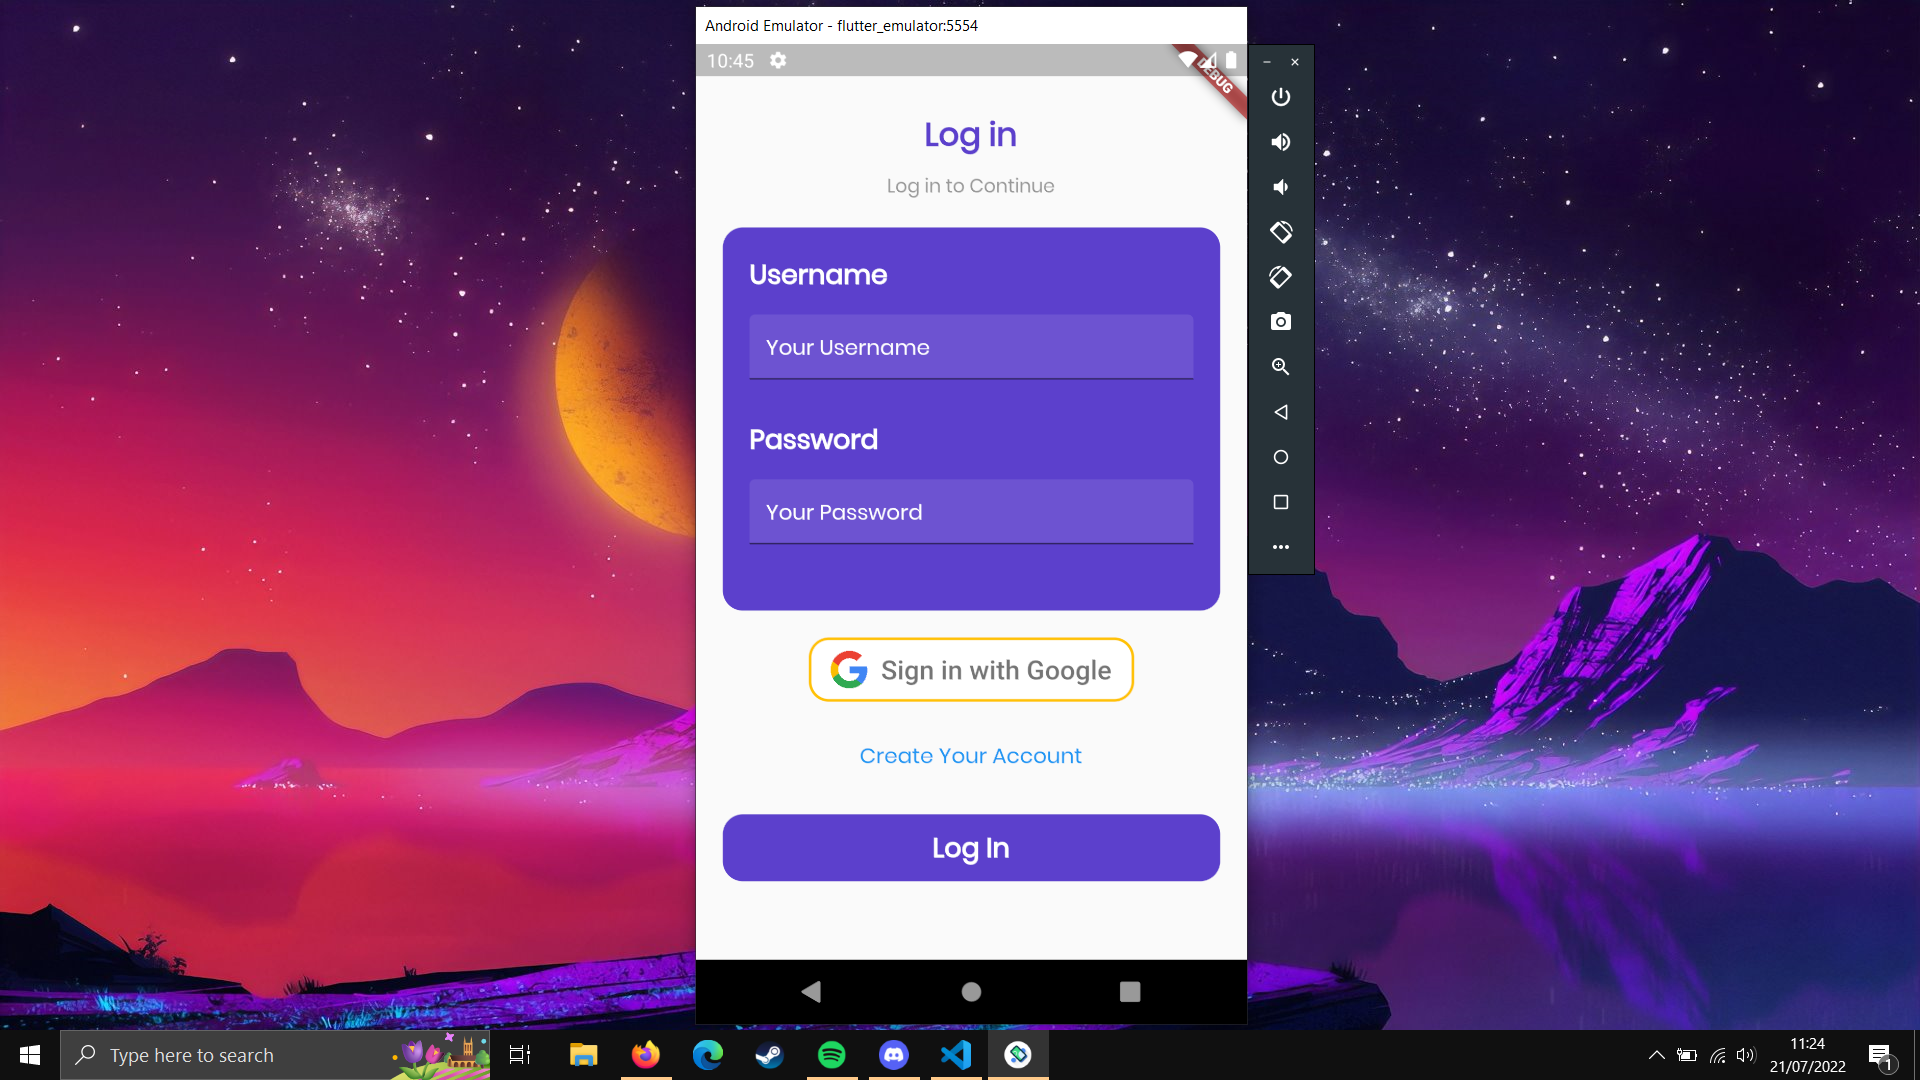 Android Emulator - flutter_emulator:5554
10:45
DEBUG
Log in
Log in to Continue
Username
Your Username
Password
Your Password
Sign in with Google
Create Your Account
Log In
Type here to search
11:24
21/07/2022
1